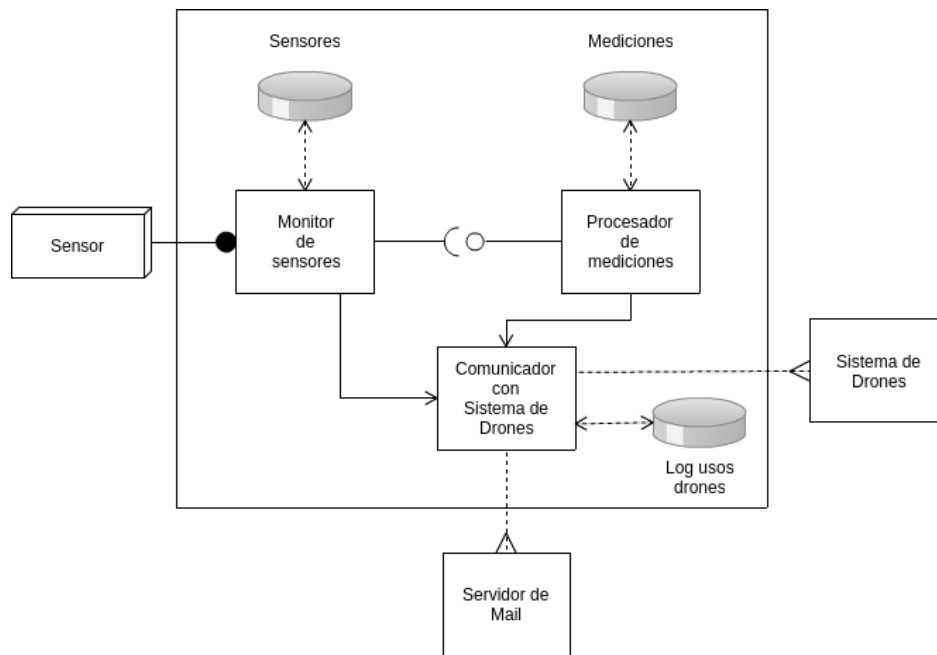 Sensores
Mediciones
Sensor
Monitor
de
sensores
Procesador
de
mediciones
Comunicador
con
Sistema de
Drones
Sistema de
Drones
Log usos
drones
Servidor de
Mail